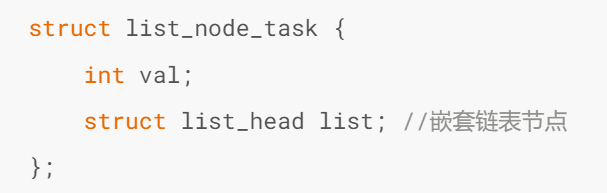 struct list_node_task {
    int val;
    struct list_head list; //嵌套链表节点
};